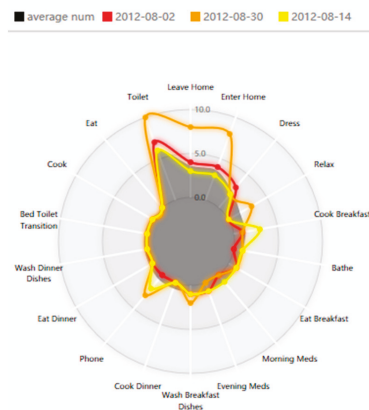 average num 2012-08-02 2012-08-30 2012-08-14
Leave Home
Toilet
Enter Home
10.0
Eat
Dress
5.0
Cook
Relax
0.0
Bed Toilet
Transition
Cook Breakfast
Wash Dinner
Dishes
Bathe
Eat Dinner
Eat Breakfast
Phone
Morning Meds
Cook Dinner
Evening Meds
Wash Breakfast
Dishes